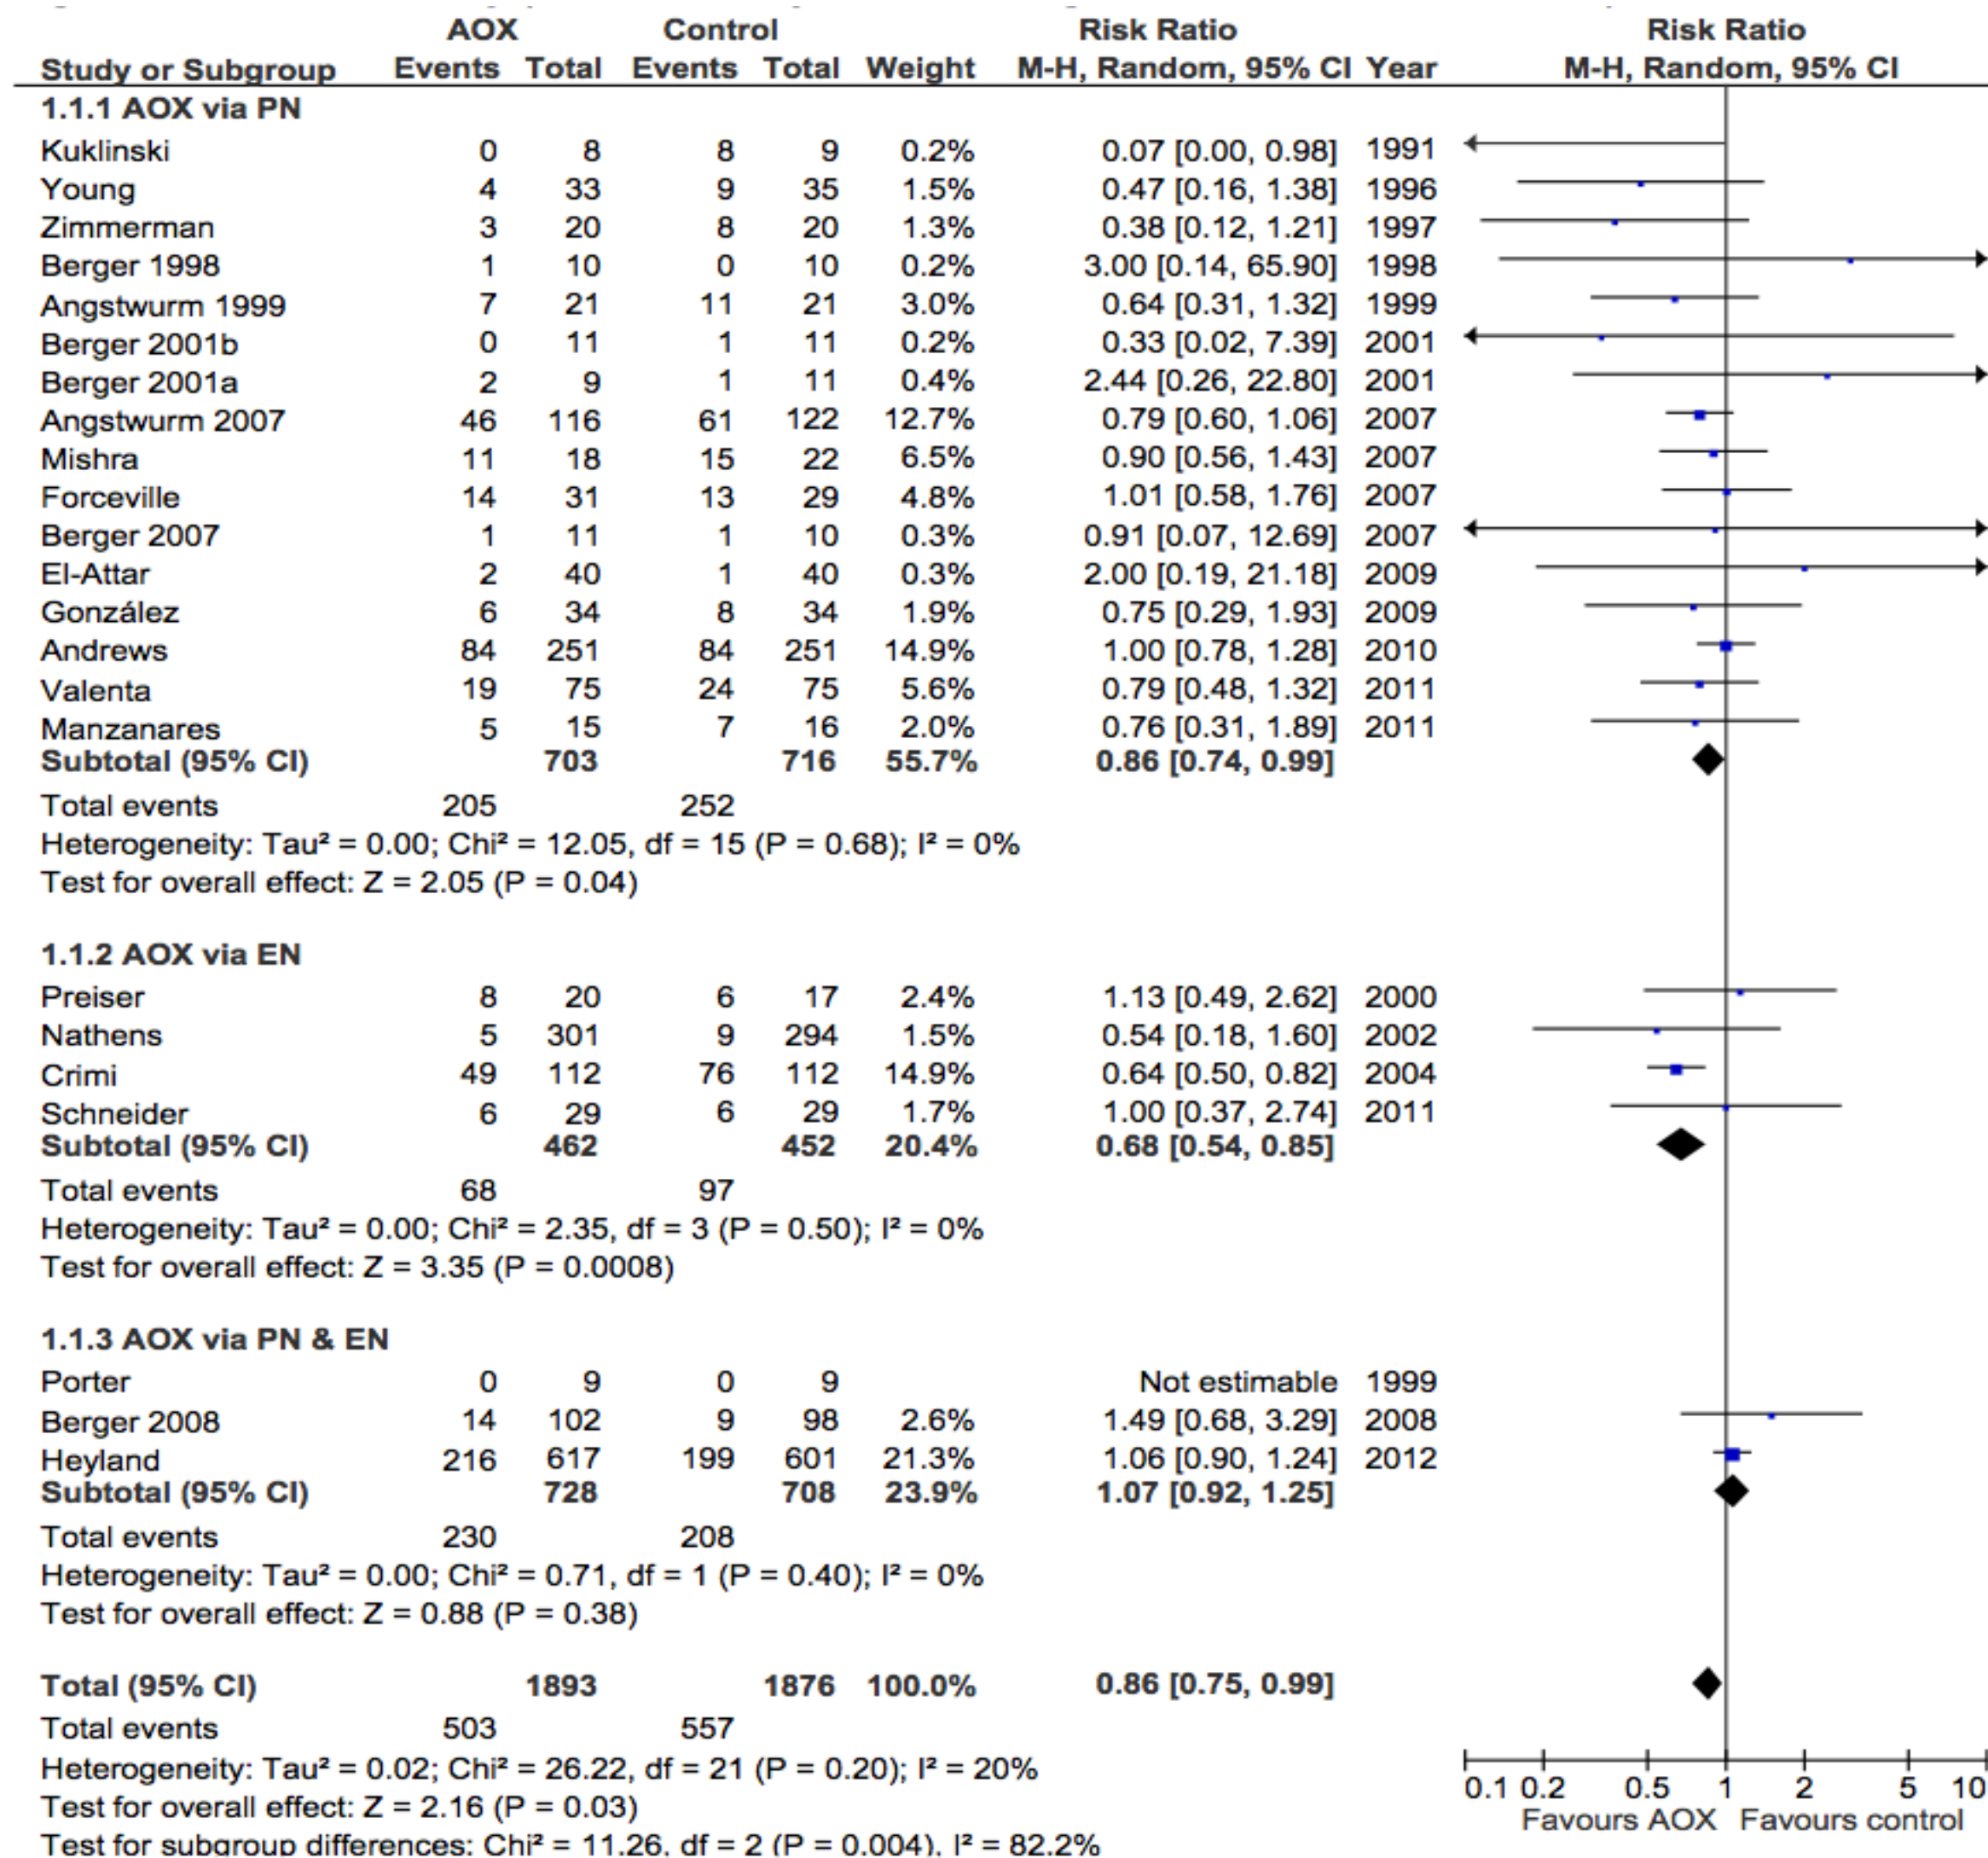 AOX Control Risk Ratio Risk Ratio
Study or Subgroup Events Total Events Total Weight M-H, Random, 95% CI Year M-H, Random, 95% CI
1.1.1 AOX via PN
Kuklinski 0 8 8 9 0.2% 0.07 [0.00, 0.98] 1991
Young 4 33 9 35 1.5% 0.47 [0.16, 1.38] 1996
Zimmerman 3 20 8 20 1.3% 0.38 [0.12, 1.21] 1997
Berger 1998 1 10 0 10 0.2% 3.00 [0.14, 65.90] 1998
Angstwurm 1999 7 21 11 21 3.0% 0.64 [0.31, 1.32] 1999
Berger 2001b 0 11 1 11 0.2% 0.33 [0.02, 7.39] 2001
Berger 2001a 2 9 1 11 0.4% 2.44 [0.26, 22.80] 2001
Angstwurm 2007 46 116 61 122 12.7% 0.79 [0.60, 1.06] 2007
Mishra 11 18 15 22 6.5% 0.90 [0.56, 1.43] 2007
Forceville 14 31 13 29 4.8% 1.01 [0.58, 1.76] 2007
Berger 2007 1 11 1 10 0.3% 0.91 [0.07, 12.69] 2007
El-Attar 2 40 1 40 0.3% 2.00 [0.19, 21.18] 2009
González 6 34 8 34 1.9% 0.75 [0.29, 1.93] 2009
Andrews 84 251 84 251 14.9% 1.00 [0.78, 1.28] 2010
Valenta 19 75 24 75 5.6% 0.79 [0.48, 1.32] 2011
Manzanares 5 15 7 16 2.0% 0.76 [0.31, 1.89] 2011
Subtotal (95% CI) 703 716 55.7% 0.86 [0.74, 0.99]
Total events 205 252
Heterogeneity: Tau² = 0.00; Chi² = 12.05, df = 15 (P = 0.68); I² = 0%
Test for overall effect: Z = 2.05 (P = 0.04)
1.1.2 AOX via EN
Preiser 8 20 6 17 2.4% 1.13 [0.49, 2.62] 2000
Nathens 5 301 9 294 1.5% 0.54 [0.18, 1.60] 2002
Crimi 49 112 76 112 14.9% 0.64 [0.50, 0.82] 2004
Schneider 6 29 6 29 1.7% 1.00 [0.37, 2.74] 2011
Subtotal (95% CI) 462 452 20.4% 0.68 [0.54, 0.85]
Total events 68 97
Heterogeneity: Tau² = 0.00; Chi² = 2.35, df = 3 (P = 0.50); I² = 0%
Test for overall effect: Z = 3.35 (P = 0.0008)
1.1.3 AOX via PN & EN
Porter 0 9 0 9 Not estimable 1999
Berger 2008 14 102 9 98 2.6% 1.49 [0.68, 3.29] 2008
Heyland 216 617 199 601 21.3% 1.06 [0.90, 1.24] 2012
Subtotal (95% CI) 728 708 23.9% 1.07 [0.92, 1.25]
Total events 230 208
Heterogeneity: Tau² = 0.00; Chi² = 0.71, df = 1 (P = 0.40); I² = 0%
Test for overall effect: Z = 0.88 (P = 0.38)
Total (95% CI) 1893 1876 100.0% 0.86 [0.75, 0.99]
Total events 503 557
Heterogeneity: Tau² = 0.02; Chi² = 26.22, df = 21 (P = 0.20); I² = 20%
Test for overall effect: Z = 2.16 (P = 0.03)
Test for subgroup differences: Chi² = 11.26, df = 2 (P = 0.004), I² = 82.2%
0.1 0.2 0.5 1 2 5 10
Favours AOX Favours control